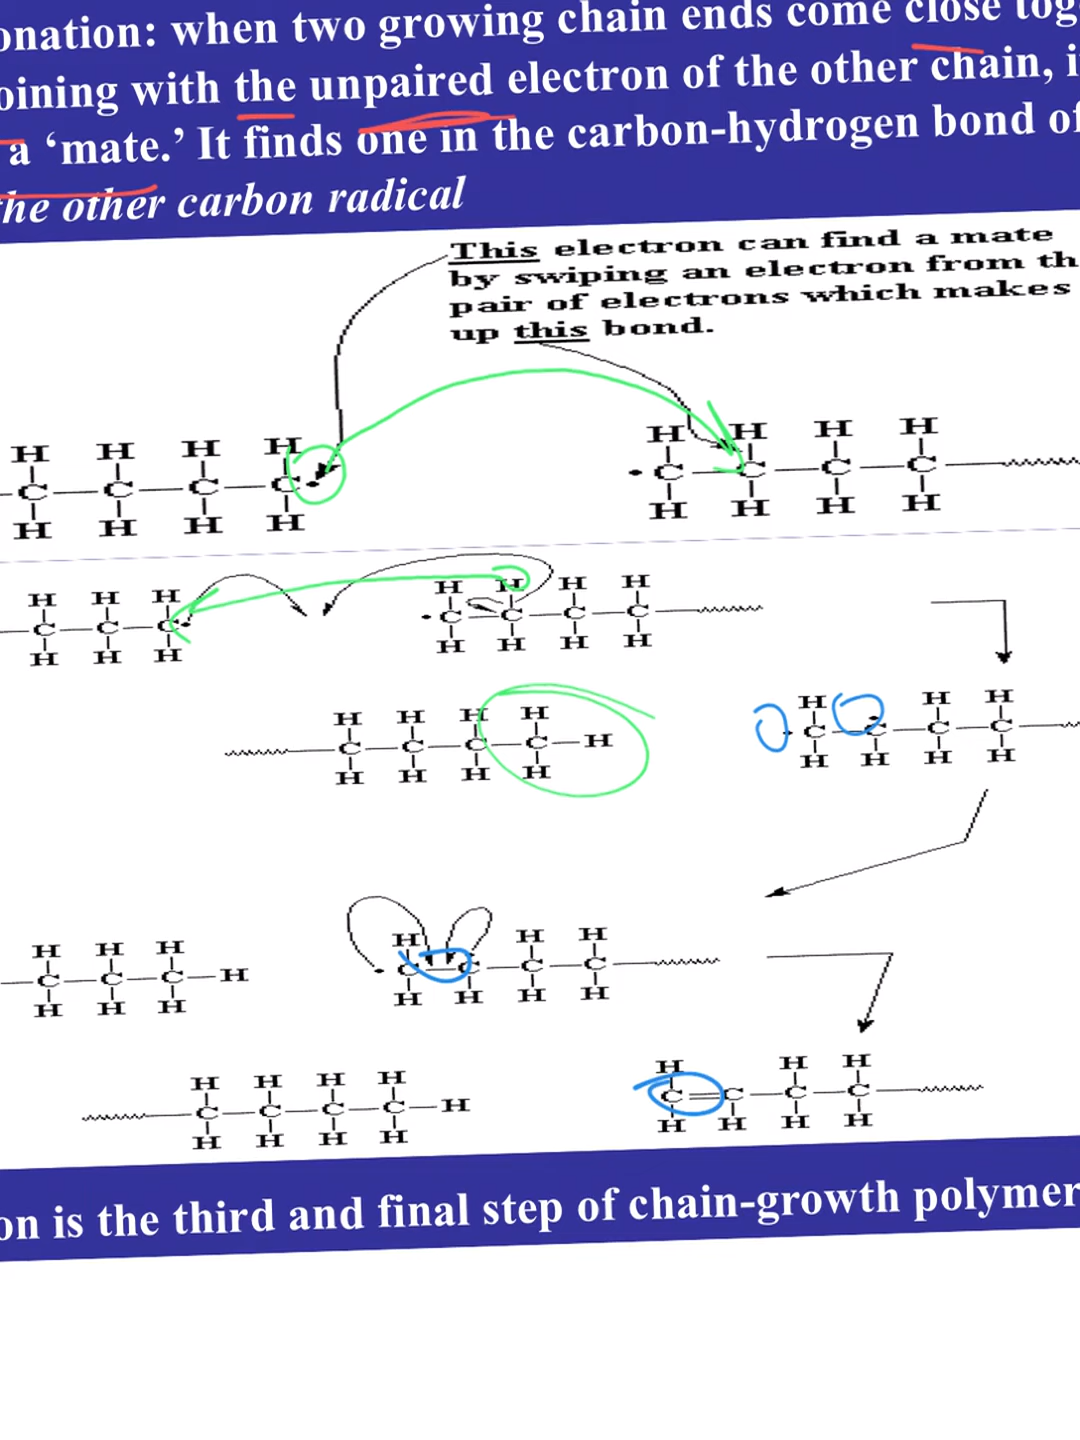 onation: when two growing chain ends come close tog
oining with the unpaired electron of the other chain, i
a ‘mate.’ It finds one in the carbon-hydrogen bond of
the other carbon radical
This electron can find a mate
by swiping an electron from th
pair of electrons which makes
up this bond.
H H H H H H H H
C C C C · · C C C C
H H H H H H H H
H H H H H H H
C C C · · C C C C
H H H H H H H
H H H H H H H
C C C C H · C C C C
H H H H H H H H
H H H H H H
C C C H · C C C C
H H H H H H H
H H H H H H H
C C C C H C = C C C
H H H H H H H H
on is the third and final step of chain-growth polymer